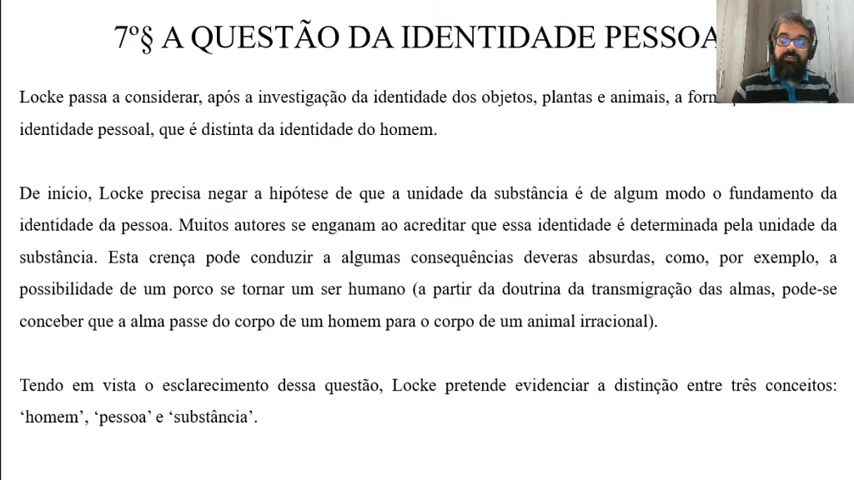 7º§ A QUESTÃO DA IDENTIDADE
Locke passa a considerar, após a investigação da identidade dos objetos, plantas e animais, a
identidade pessoal, que é distinta da identidade do homem.
De início, Locke precisa negar a hipótese de que a unidade da substância é de algum modo o fundamento da
identidade da pessoa. Muitos autores se enganam ao acreditar que essa identidade é determinada pela unidade da
substância. Esta crença pode conduzir a algumas consequências deveras absurdas, como, por exemplo, a
possibilidade de um porco se tornar um ser humano (a partir da doutrina da transmigração das almas, pode-se
conceber que a alma passe do corpo de um homem para o corpo de um animal irracional).
Tendo em vista o esclarecimento dessa questão, Locke pretende evidenciar a distinção entre três conceitos:
‘homem’, ‘pessoa’ e ‘substância’.